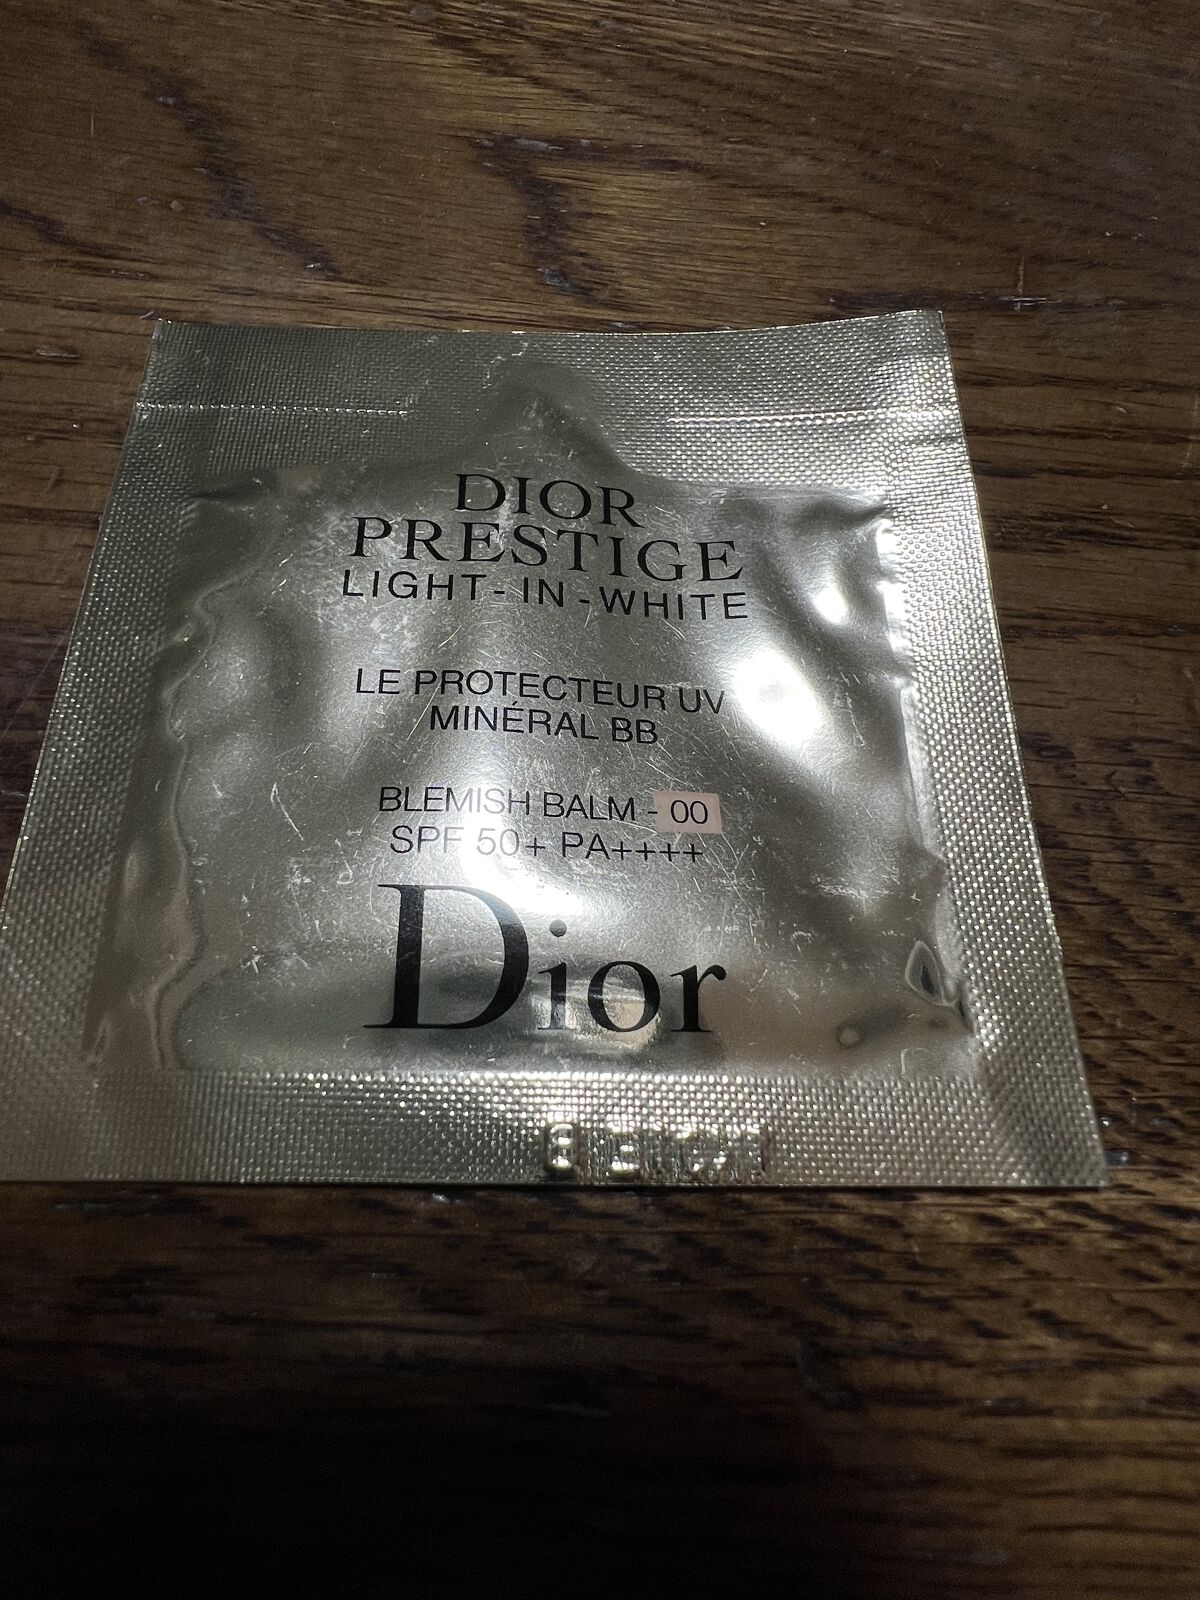 DIOR
PRESTIGE
LIGHT-IN-WHITE
LE PROTECTEUR UV
MINÉRAL BB
BLEMISH BALM - 00
SPF 50+ PA++++
Dior